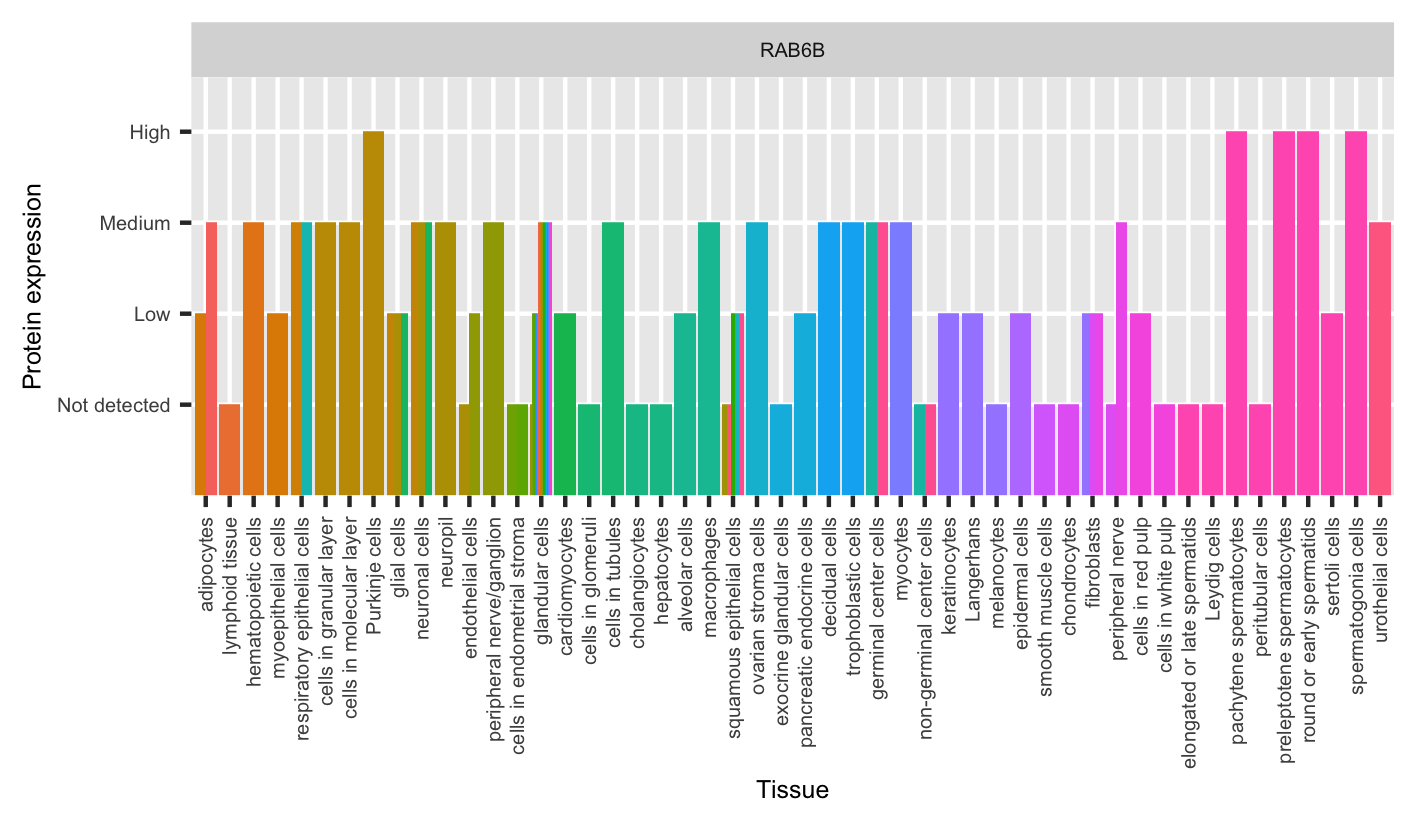 RAB6B
Protein expression
High
Medium
Low
Not detected
adipocytes
lymphoid tissue
hematopoietic cells
myoepithelial cells
respiratory epithelial cells
cells in granular layer
cells in molecular layer
Purkinje cells
glial cells
neuronal cells
neuropil
endothelial cells
peripheral nerve/ganglion
cells in endometrial stroma
glandular cells
cardiomyocytes
cells in glomeruli
cells in tubules
cholangiocytes
hepatocytes
alveolar cells
macrophages
squamous epithelial cells
ovarian stroma cells
exocrine glandular cells
pancreatic endocrine cells
decidual cells
trophoblastic cells
germinal center cells
myocytes
non-germinal center cells
keratinocytes
Langerhans
melanocytes
epidermal cells
smooth muscle cells
chondrocytes
fibroblasts
peripheral nerve
cells in red pulp
cells in white pulp
elongated or late spermatids
Leydig cells
pachytene spermatocytes
peritubular cells
preleptotene spermatocytes
round or early spermatids
sertoli cells
spermatogonia cells
urothelial cells
Tissue